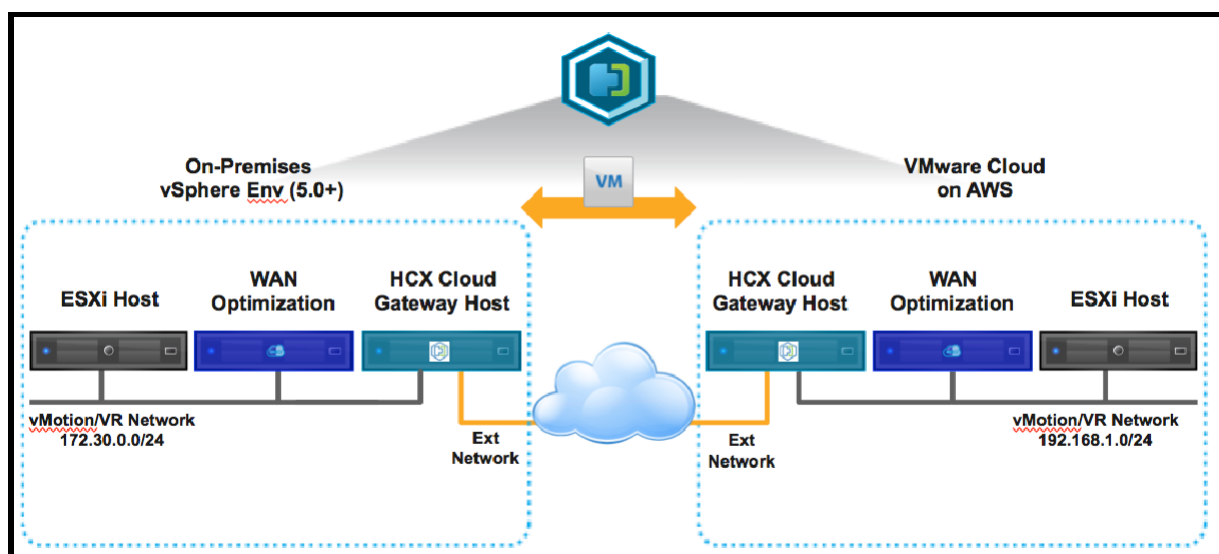 On-Premises
vSphere Env (5.0+)
VM
VMware Cloud
on AWS
ESXi Host
WAN
Optimization
HCX Cloud
Gateway Host
HCX Cloud
Gateway Host
WAN
Optimization
ESXi Host
vMotion/VR Network
172.30.0.0/24
Ext
Network
Ext
Network
vMotion/VR Network
192.168.1.0/24